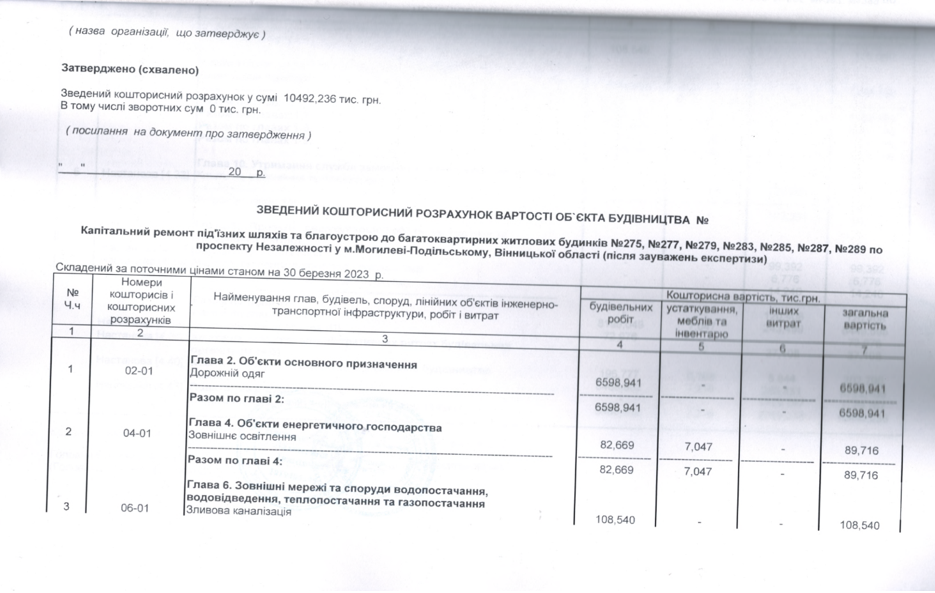 ( назва організації, що затверджує )
Затверджено (схвалено)
Зведений кошторисний розрахунок у сумі 10492,236 тис. грн.
В тому числі зворотних сум 0 тис. грн.
( посилання на документ про затвердження )
" " 20 р.
ЗВЕДЕНИЙ КОШТОРИСНИЙ РОЗРАХУНОК ВАРТОСТІ ОБ`ЄКТА БУДІВНИЦТВА №
Капітальний ремонт під'їзних шляхів та благоустрою до багатоквартирних житлових будинків №275, №277, №279, №283, №285, №287, №289 по
проспекту Незалежності у м.Могилеві-Подільському, Вінницької області (після зауважень експертизи)
Складений за поточними цінами станом на 30 березня 2023 р.
№ Ч.ч
Номери кошторисів і кошторисних розрахунків
Найменування глав, будівель, споруд, лінійних об'єктів інженерно-транспортної інфраструктури, робіт і витрат
Кошторисна вартість, тис.грн.
будівельних робіт
устаткування, меблів та інвентарю
інших витрат
загальна вартість
1 2 3 4 5 6 7
Глава 2. Об'єкти основного призначення
1 02-01 Дорожній одяг 6598,941 - - 6598,941
Разом по главі 2: 6598,941 - - 6598,941
Глава 4. Об'єкти енергетичного господарства
2 04-01 Зовнішнє освітлення 82,669 7,047 - 89,716
Разом по главі 4: 82,669 7,047 - 89,716
Глава 6. Зовнішні мережі та споруди водопостачання,
водовідведення, теплопостачання та газопостачання
3 06-01 Зливова каналізація 108,540 - - 108,540